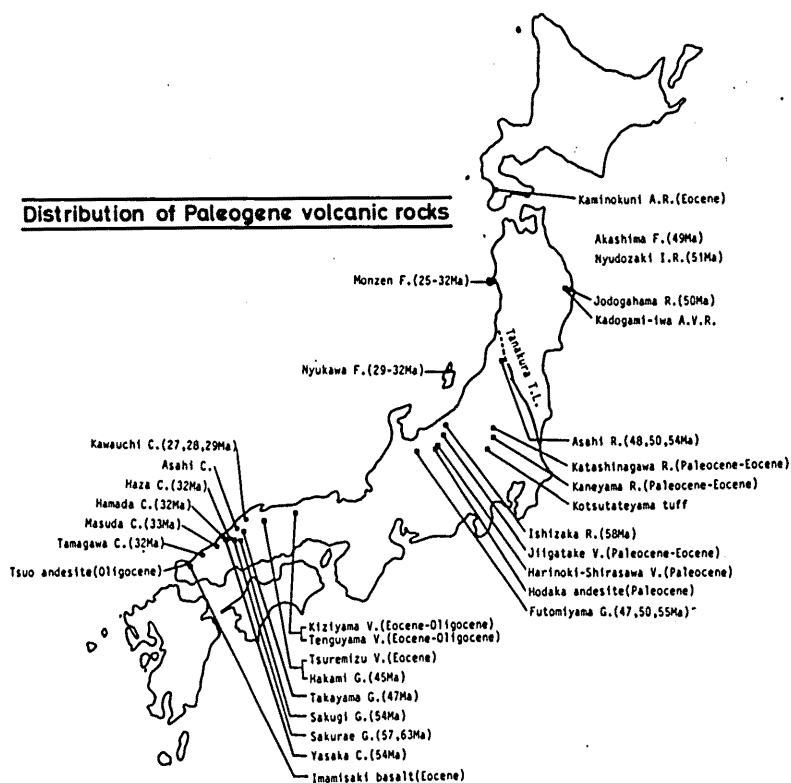 Distribution of Paleogene volcanic rocks
Kaminokuni A.R.(Eocene)
Akashima F.(49Ma)
Nyudozaki I.R.(51Ma)
Monzen F.(25-32Ma)
Jodogahama R.(50Ma)
Kadogami-iwa A.V.R.
Tanakura T.L.
Nyukawa F.(29-32Ma)
Asahi R.(48,50,54Ma)
Katashinagawa R.(Paleocene-Eocene)
Kaneyama R.(Paleocene-Eocene)
Kotsutateyama tuff
Ishizaka R.(58Ma)
Jiigatake V.(Paleocene-Eocene)
Harinoki-Shirasawa V.(Paleocene)
Hodaka andesite(Paleocene)
Futomiyama G.(47,50,55Ma)
Kawauchi C.(27,28,29Ma)
Asahi C.
Haza C.(32Ma)
Hamada C.(32Ma)
Masuda C.(33Ma)
Tamagawa C.(32Ma)
Tsuo andesite(Oligocene)
Kiziyama V.(Eocene-Oligocene)
Tenguyama V.(Eocene-Oligocene)
Tsuremizu V.(Eocene)
Hakami G.(45Ma)
Takayama G.(47Ma)
Sakugi G.(54Ma)
Sakurae G.(57,63Ma)
Yasaka C.(54Ma)
Imamisaki basalt(Eocene)